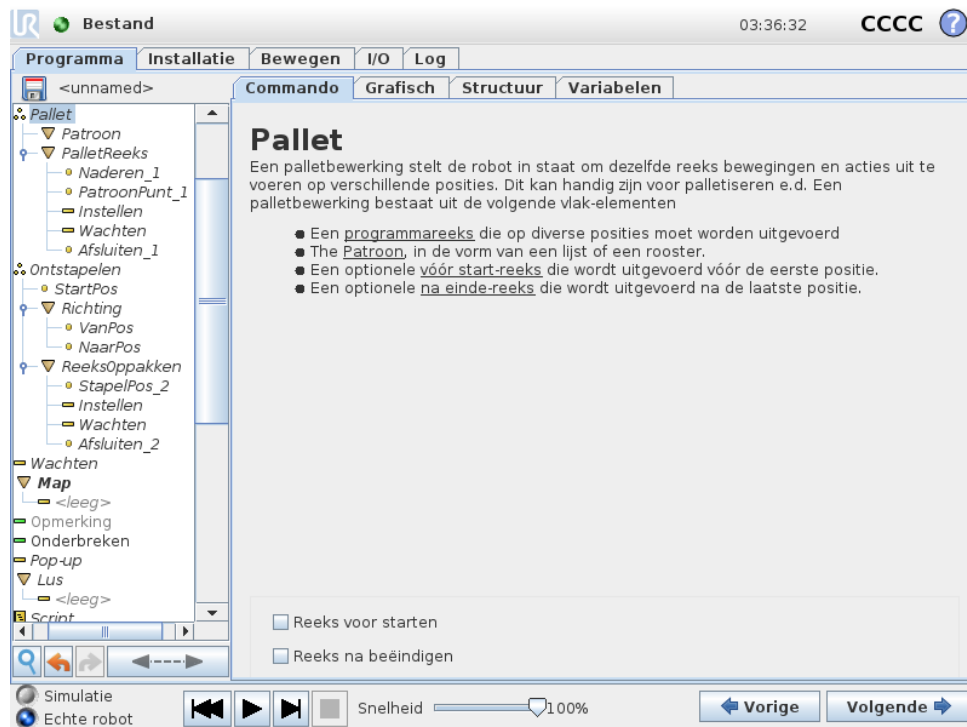 UR Bestand 03:36:32 CCCC ?
Programma Installatie Bewegen I/O Log
<unnamed>
Commando Grafisch Structuur Variabelen
Pallet
Patroon
PalletReeks
Naderen_1
PatroonPunt_1
Instellen
Wachten
Afsluiten_1
Ontstapelen
StartPos
Richting
VanPos
NaarPos
ReeksOppakken
StapelPos_2
Instellen
Wachten
Afsluiten_2
Wachten
Map
<leeg>
Opmerking
Onderbreken
Pop-up
Lus
<leeg>
Script
Pallet
Een palletbewerking stelt de robot in staat om dezelfde reeks bewegingen en acties uit te
voeren op verschillende posities. Dit kan handig zijn voor palletiseren e.d. Een
palletbewerking bestaat uit de volgende vlak-elementen
Een programmareeks die op diverse posities moet worden uitgevoerd
The Patroon, in de vorm van een lijst of een rooster.
Een optionele vóór start-reeks die wordt uitgevoerd vóór de eerste positie.
Een optionele na einde-reeks die wordt uitgevoerd na de laatste positie.
Reeks voor starten
Reeks na beëindigen
Simulatie
Echte robot
Snelheid 100%
Vorige Volgende